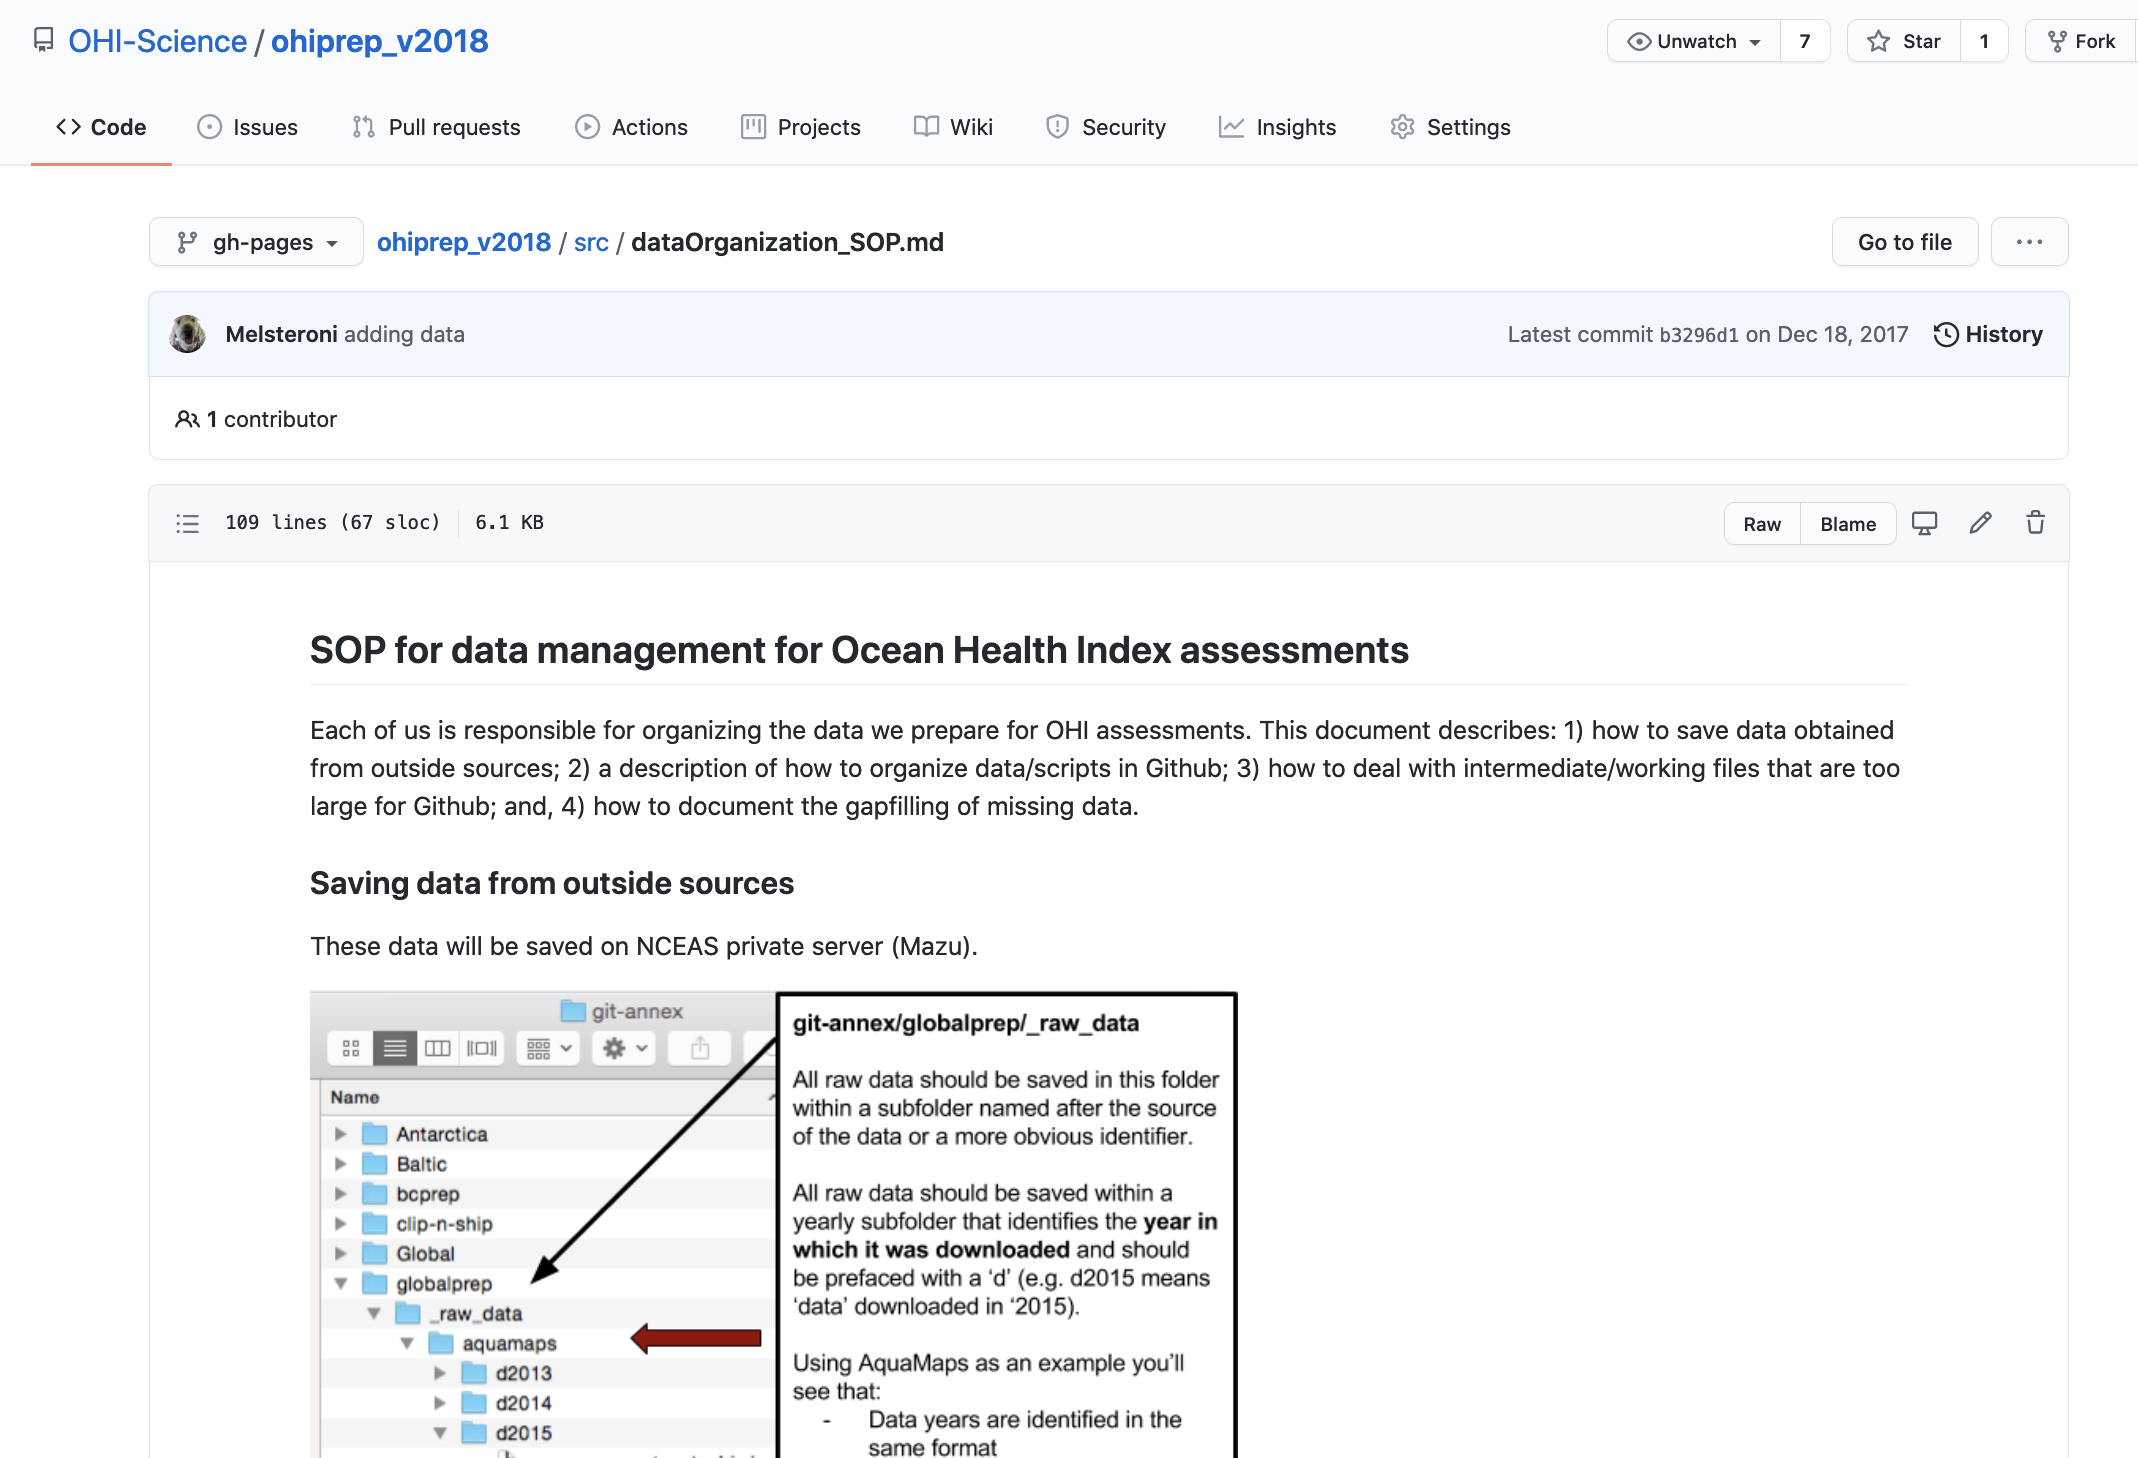 OHI-Science / ohiprep_v2018
Unwatch 7 Star 1 Fork
Code Issues Pull requests Actions Projects Wiki Security Insights Settings
gh-pages ohiprep_v2018 / src / dataOrganization_SOP.md Go to file ...
Melsteroni adding data Latest commit b3296d1 on Dec 18, 2017 History
1 contributor
109 lines (67 sloc) 6.1 KB Raw Blame
SOP for data management for Ocean Health Index assessments
Each of us is responsible for organizing the data we prepare for OHI assessments. This document describes: 1) how to save data obtained
from outside sources; 2) a description of how to organize data/scripts in Github; 3) how to deal with intermediate/working files that are too
large for Github; and, 4) how to document the gapfilling of missing data.
Saving data from outside sources
These data will be saved on NCEAS private server (Mazu).
git-annex
Name
Antarctica
Baltic
bcprep
clip-n-ship
Global
globalprep
_raw_data
aquamaps
d2013
d2014
d2015
git-annex/globalprep/_raw_data
All raw data should be saved in this folder
within a subfolder named after the source
of the data or a more obvious identifier.
All raw data should be saved within a
yearly subfolder that identifies the year in
which it was downloaded and should
be prefaced with a ‘d’ (e.g. d2015 means
‘data’ downloaded in ‘2015).
Using AquaMaps as an example you’ll
see that:
- Data years are identified in the
same format